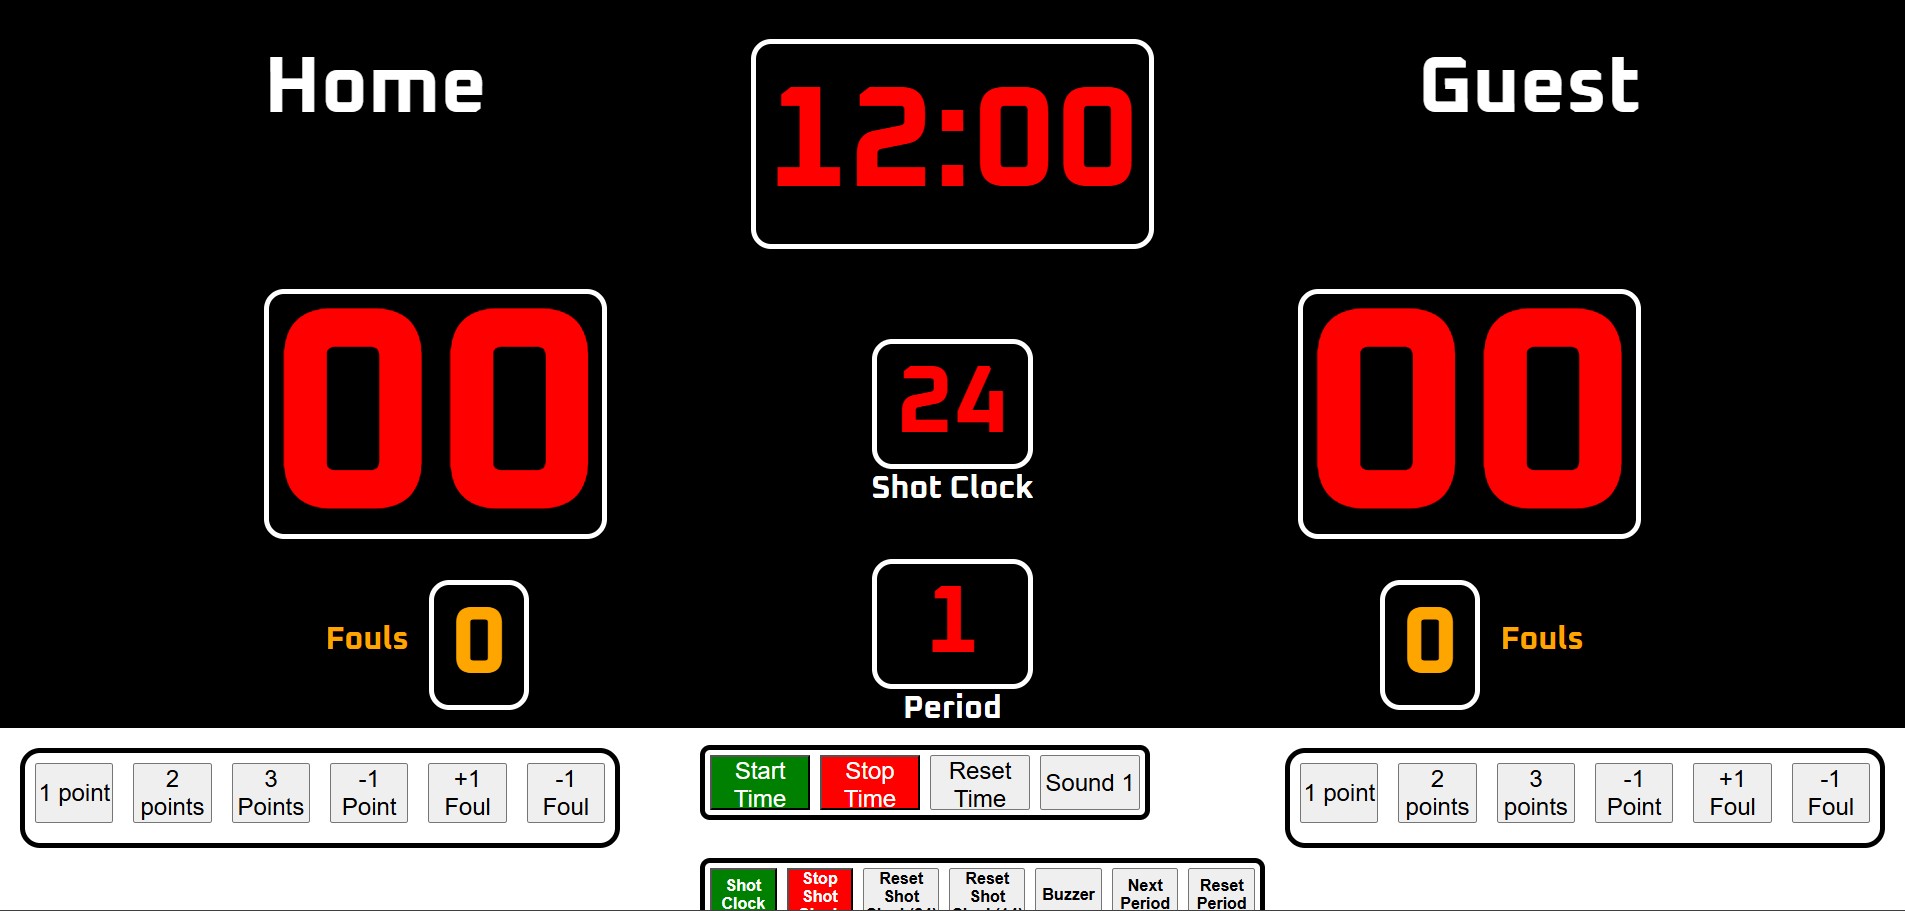 Home
12:00
Guest
00
24
Shot Clock
00
Fouls
0
1
Period
0
Fouls
1 point
2
points
3
Points
-1
Point
+1
Foul
-1
Foul
Start
Time
Stop
Time
Reset
Time
Sound 1
1 point
2
points
3
points
-1
Point
+1
Foul
-1
Foul
Shot
Clock
Stop
Shot
Reset
Shot
Reset
Shot
Buzzer
Next
Period
Reset
Period